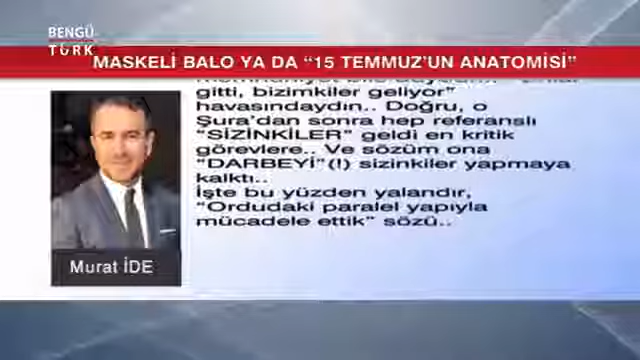 BENGÜ
TÜRK
MASKELİ BALO YA DA “15 TEMMUZ’UN ANATOMİSİ”
gitti, bizimkiler geliyor”
havasındaydın.. Doğru, o
Şura’dan sonra hep referanslı
“SİZİNKİLER” geldi en kritik
görevlere.. Ve sözüm ona
“DARBEYİ”(!) sizinkiler yapmaya
kalktı..
İşte bu yüzden yalandır,
“Ordudaki paralel yapıyla
mücadele ettik” sözü..
Murat İDE